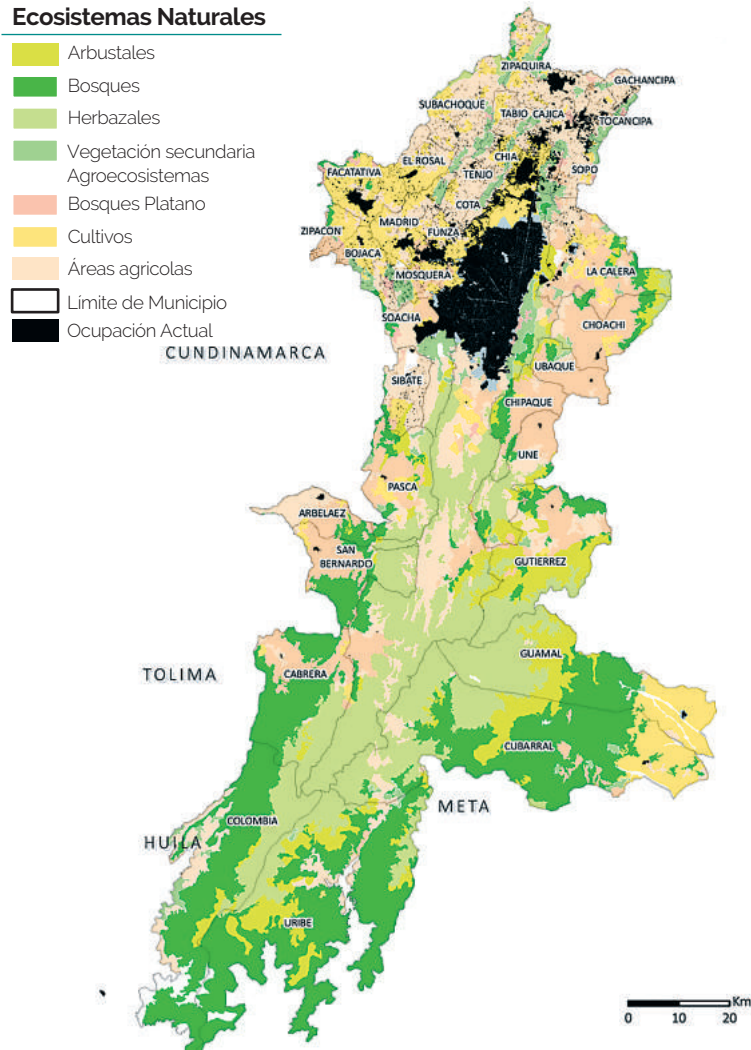 Ecosistemas Naturales
Arbustales
Bosques
Herbazales
Vegetación secundaria
Agroecosistemas
Bosques Platano
Cultivos
Áreas agricolas
Límite de Municipio
Ocupación Actual
ZIPAQUIRA
GACHANCIPA
SUBACHOQUE
TABIO
CAJICA
TOCANCIPA
EL ROSAL
CHIA
FACATATIVA
TENJO
SOPO
COTA
MADRID
ZIPACON
FUNZA
BOJACA
MOSQUERA
LA CALERA
SOACHA
CHOACHI
CUNDINAMARCA
UBAQUE
SIBATE
CHIPAQUE
UNE
PASCA
ARBELAEZ
SAN
BERNARDO
GUTIERREZ
GUAMAL
TOLIMA
CABRERA
CUBARRAL
META
COLOMBIA
HUILA
URIBE
Km
0 10 20